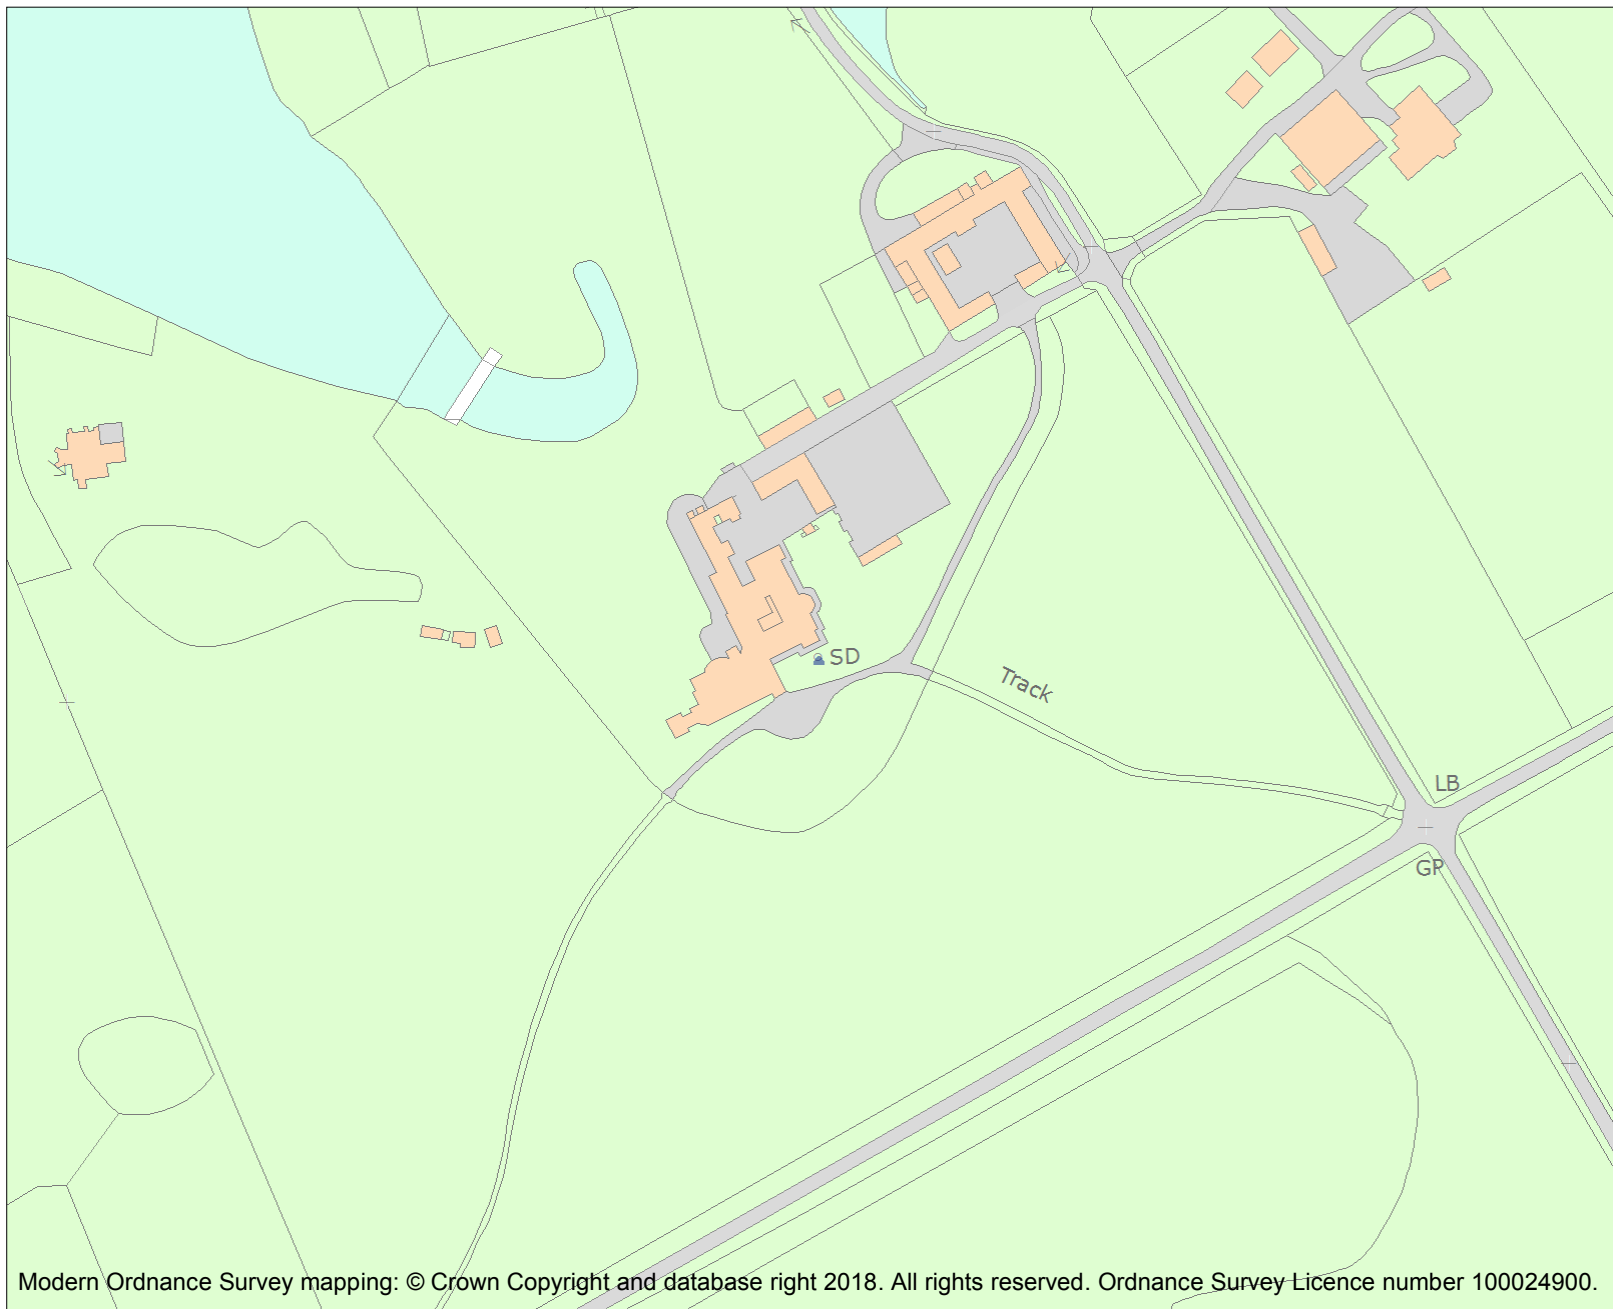 SD
Track
LB
GP
Modern Ordnance Survey mapping: © Crown Copyright and database right 2018. All rights reserved. Ordnance Survey Licence number 100024900.